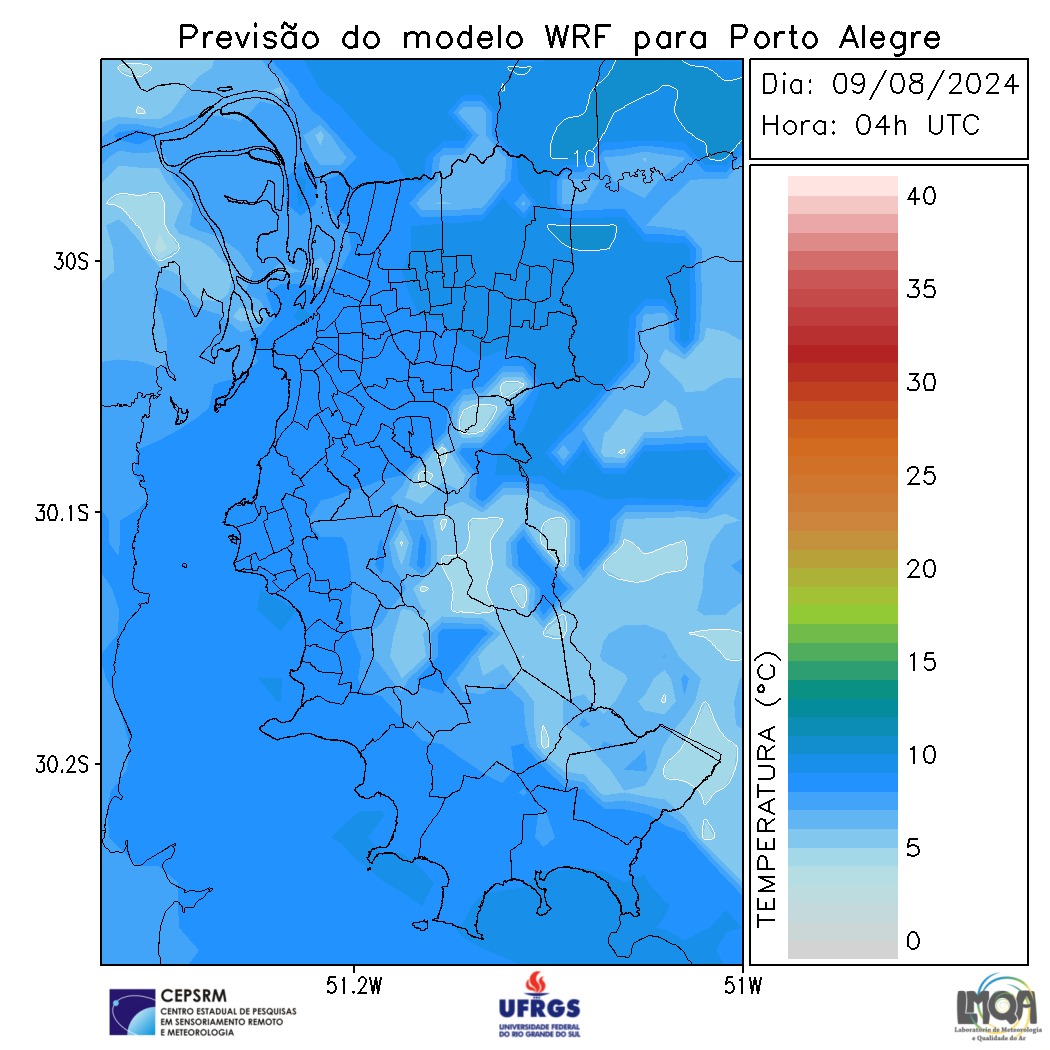 Previsão do modelo WRF para Porto Alegre
Dia: 09/08/2024
Hora: 04h UTC
10
30S
30.1S
30.2S
51.2W
51W
TEMPERATURA (°C)
40
35
30
25
20
15
10
5
0
CEPSRM
CENTRO ESTADUAL DE PESQUISAS
EM SENSORIAMENTO REMOTO
E METEOROLOGIA
UFRGS
UNIVERSIDADE FEDERAL
DO RIO GRANDE DO SUL
LMQA
Laboratório de Meteorologia
e Qualidade do Ar